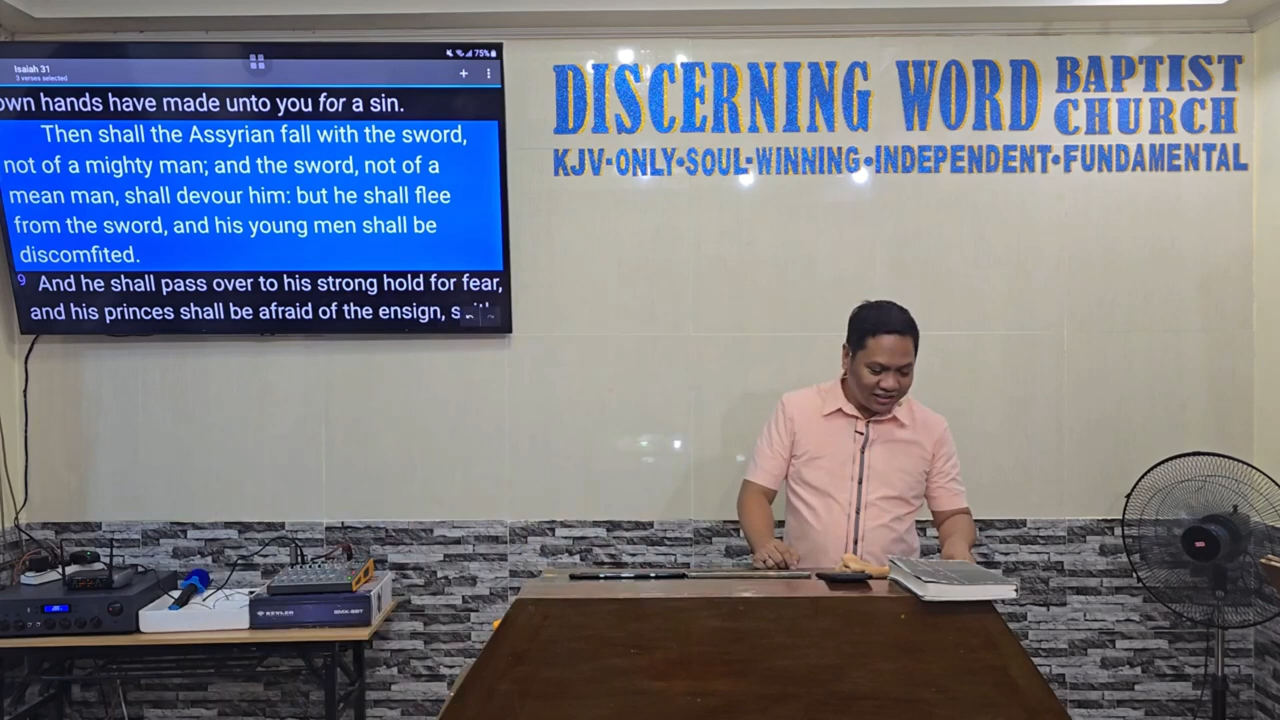 75%
Isaiah 31
3 verses selected
own hands have made unto you for a sin.
Then shall the Assyrian fall with the sword,
not of a mighty man; and the sword, not of a
mean man, shall devour him: but he shall flee
from the sword, and his young men shall be
discomfited.
9 And he shall pass over to his strong hold for fear,
and his princes shall be afraid of the ensign,
DISCERNING WORD BAPTIST
CHURCH
KJV-ONLY•SOUL-WINNING•INDEPENDENT•FUNDAMENTAL